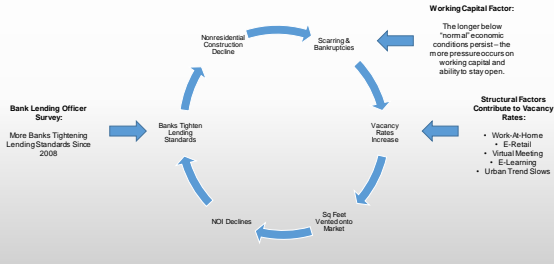 Working Capital Factor:
The longer below
"normal" economic
conditions persist – the
more pressure occurs on
working capital and
ability to stay open.
Nonresidential
Construction
Decline
Scarring &
Bankruptcies
Bank Lending Officer
Survey:
More Banks Tightening
Lending Standards Since
2008
Banks Tighten
Lending
Standards
Vacancy
Rates
Increase
Structural Factors
Contribute to Vacancy
Rates:
• Work-At-Home
• E-Retail
• Virtual Meeting
• E-Learning
• Urban Trend Slows
NOI Declines
Sq Feet
Vented onto
Market